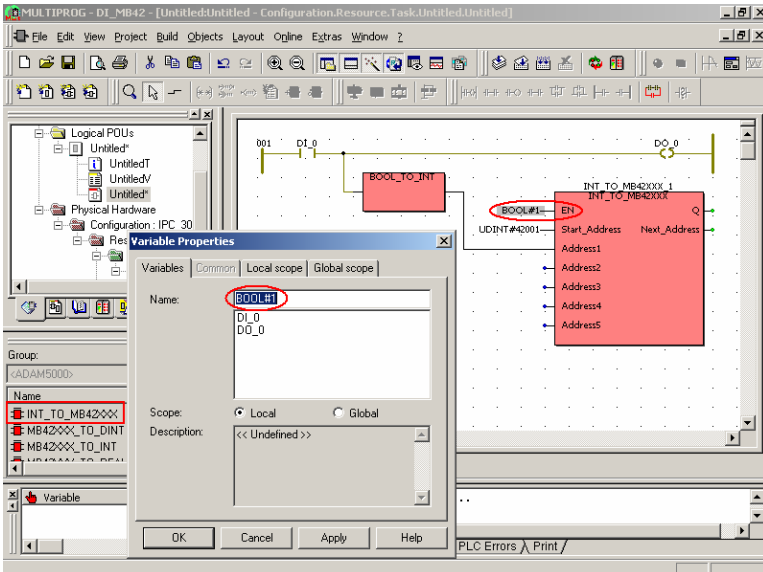 MULTIPROG - DI_MB42 - [Untitled:Untitled - Configuration.Resource.Task.Untitled.Untitled]
File Edit View Project Build Objects Layout Online Extras Window ?
Logical POUs
Untitled*
UntitledT
UntitledV
Untitled*
Physical Hardware
Configuration : IPC_30
Res
001 DI_0 DO_0
BOOL_TO_INT
INT_TO_MB42XXX_1
INT_TO_MB42XXX
BOOL#1 EN Q
UDINT#42001 Start_Address Next_Address
Address1
Address2
Address3
Address4
Address5
Variable Properties
Variables Common Local scope Global scope
Name: BOOL#1
DI_0
DO_0
Scope: Local Global
Description: << Undefined >>
OK Cancel Apply Help
Group:
<ADAM5000>
Name
INT_TO_MB42XXX
MB42XXX_TO_DINT
MB42XXX_TO_INT
MB42XXX_TO_REAL
Variable
PLC Errors Print